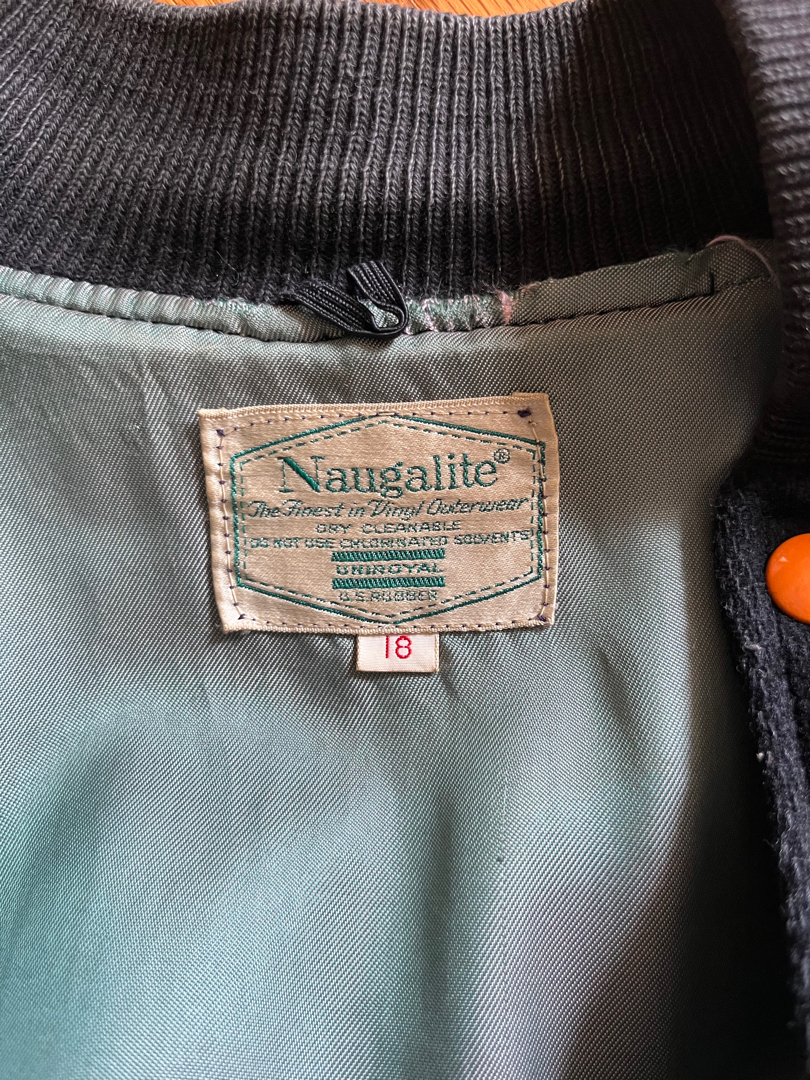 Naugalite®
The Finest in Vinyl Outerwear
DRY CLEANABLE
DO NOT USE CHLORINATED SOLVENTS
UNIROYAL
U.S. RUBBER
18